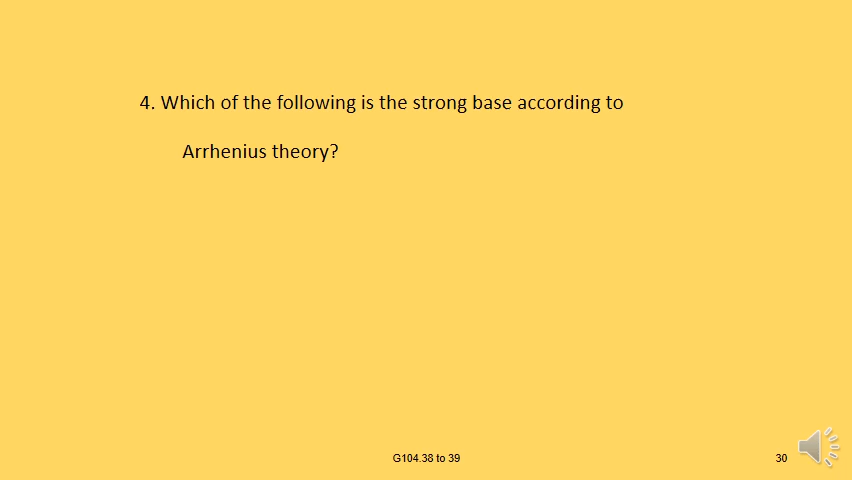 4. Which of the following is the strong base according to
Arrhenius theory?
G104.38 to 39
30